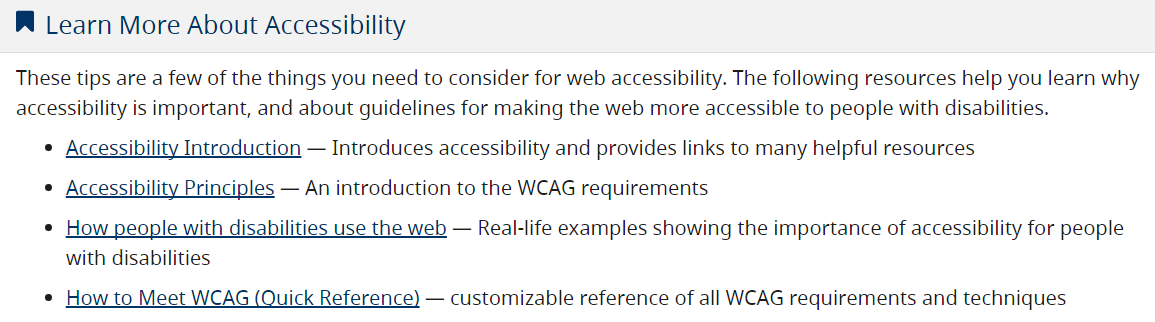 Learn More About Accessibility
These tips are a few of the things you need to consider for web accessibility. The following resources help you learn why
accessibility is important, and about guidelines for making the web more accessible to people with disabilities.
• Accessibility Introduction — Introduces accessibility and provides links to many helpful resources
• Accessibility Principles — An introduction to the WCAG requirements
• How people with disabilities use the web — Real-life examples showing the importance of accessibility for people
with disabilities
• How to Meet WCAG (Quick Reference) — customizable reference of all WCAG requirements and techniques